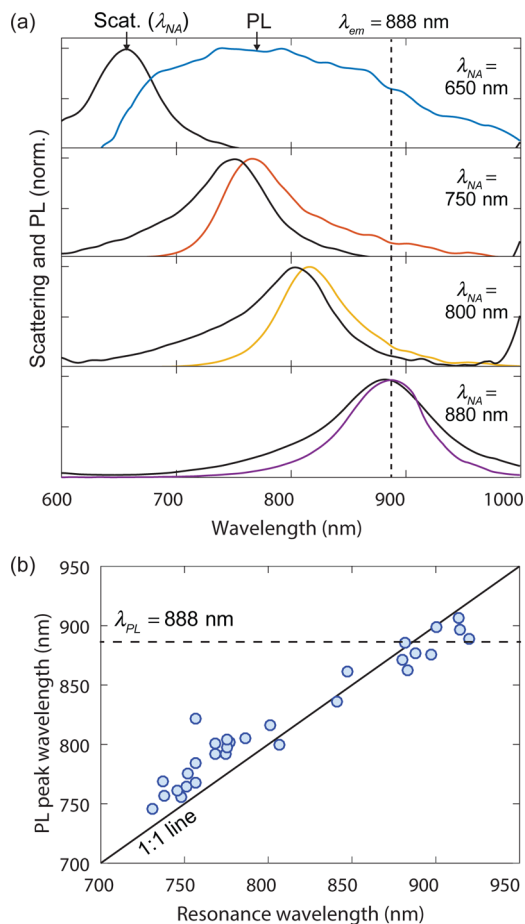 (a)
Scat. (λNA)
PL
λem = 888 nm
λNA =
650 nm
λNA =
750 nm
λNA =
800 nm
λNA =
880 nm
Scattering and PL (norm.)
600 700 800 900 1000
Wavelength (nm)
(b)
950
900
850
800
750
700
λPL = 888 nm
1:1 line
PL peak wavelength (nm)
700 750 800 850 900 950
Resonance wavelength (nm)